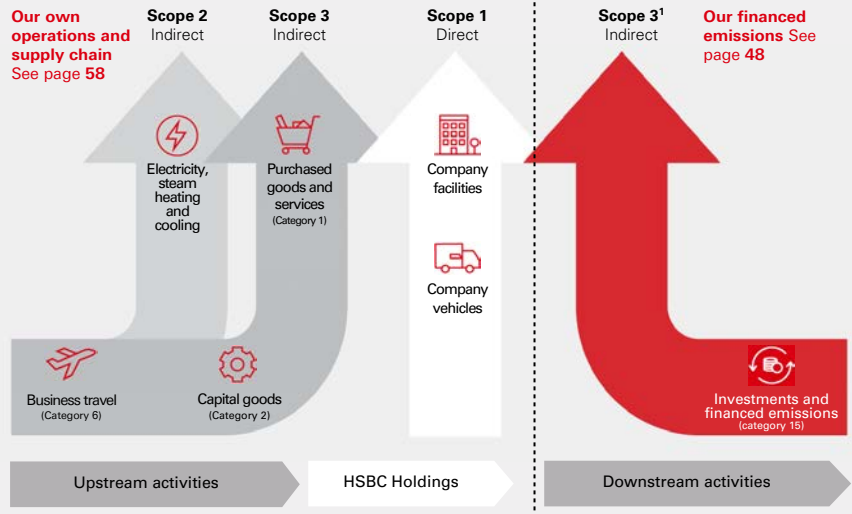 Our own
operations and
supply chain
See page 58
Scope 2
Indirect
Scope 3
Indirect
Scope 1
Direct
Scope 3¹
Indirect
Our financed
emissions See
page 48
Electricity,
steam
heating
and
cooling
Purchased
goods and
services
(Category 1)
Company
facilities
Company
vehicles
Business travel
(Category 6)
Capital goods
(Category 2)
Investments and
financed emissions
(category 15)
Upstream activities
HSBC Holdings
Downstream activities